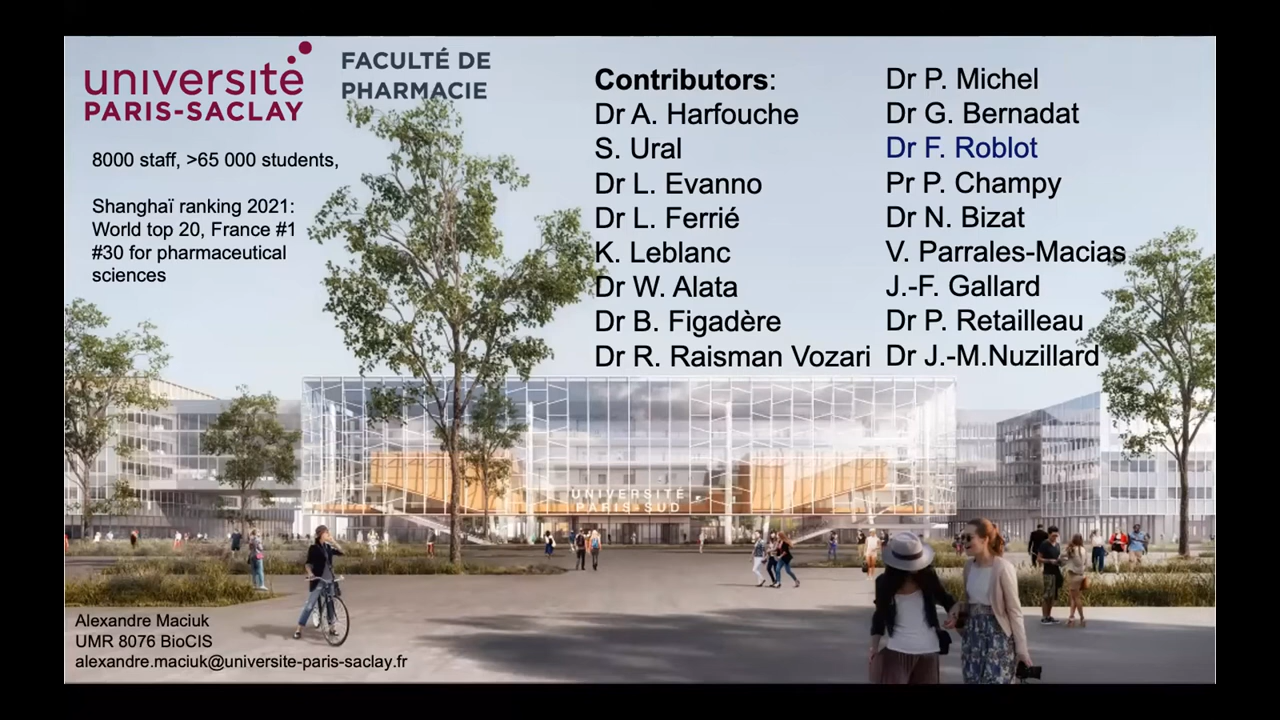 université
PARIS-SACLAY
FACULTÉ DE
PHARMACIE
8000 staff, >65 000 students,
Shanghaï ranking 2021:
World top 20, France #1
#30 for pharmaceutical
sciences
Contributors:
Dr A. Harfouche
S. Ural
Dr L. Evanno
Dr L. Ferrié
K. Leblanc
Dr W. Alata
Dr B. Figadère
Dr R. Raisman Vozari
Dr P. Michel
Dr G. Bernadat
Dr F. Roblot
Pr P. Champy
Dr N. Bizat
V. Parrales-Macias
J.-F. Gallard
Dr P. Retailleau
Dr J.-M.Nuzillard
UNIVERSITÉ
PARIS-SUD
Alexandre Maciuk
UMR 8076 BioCIS
alexandre.maciuk@universite-paris-saclay.fr